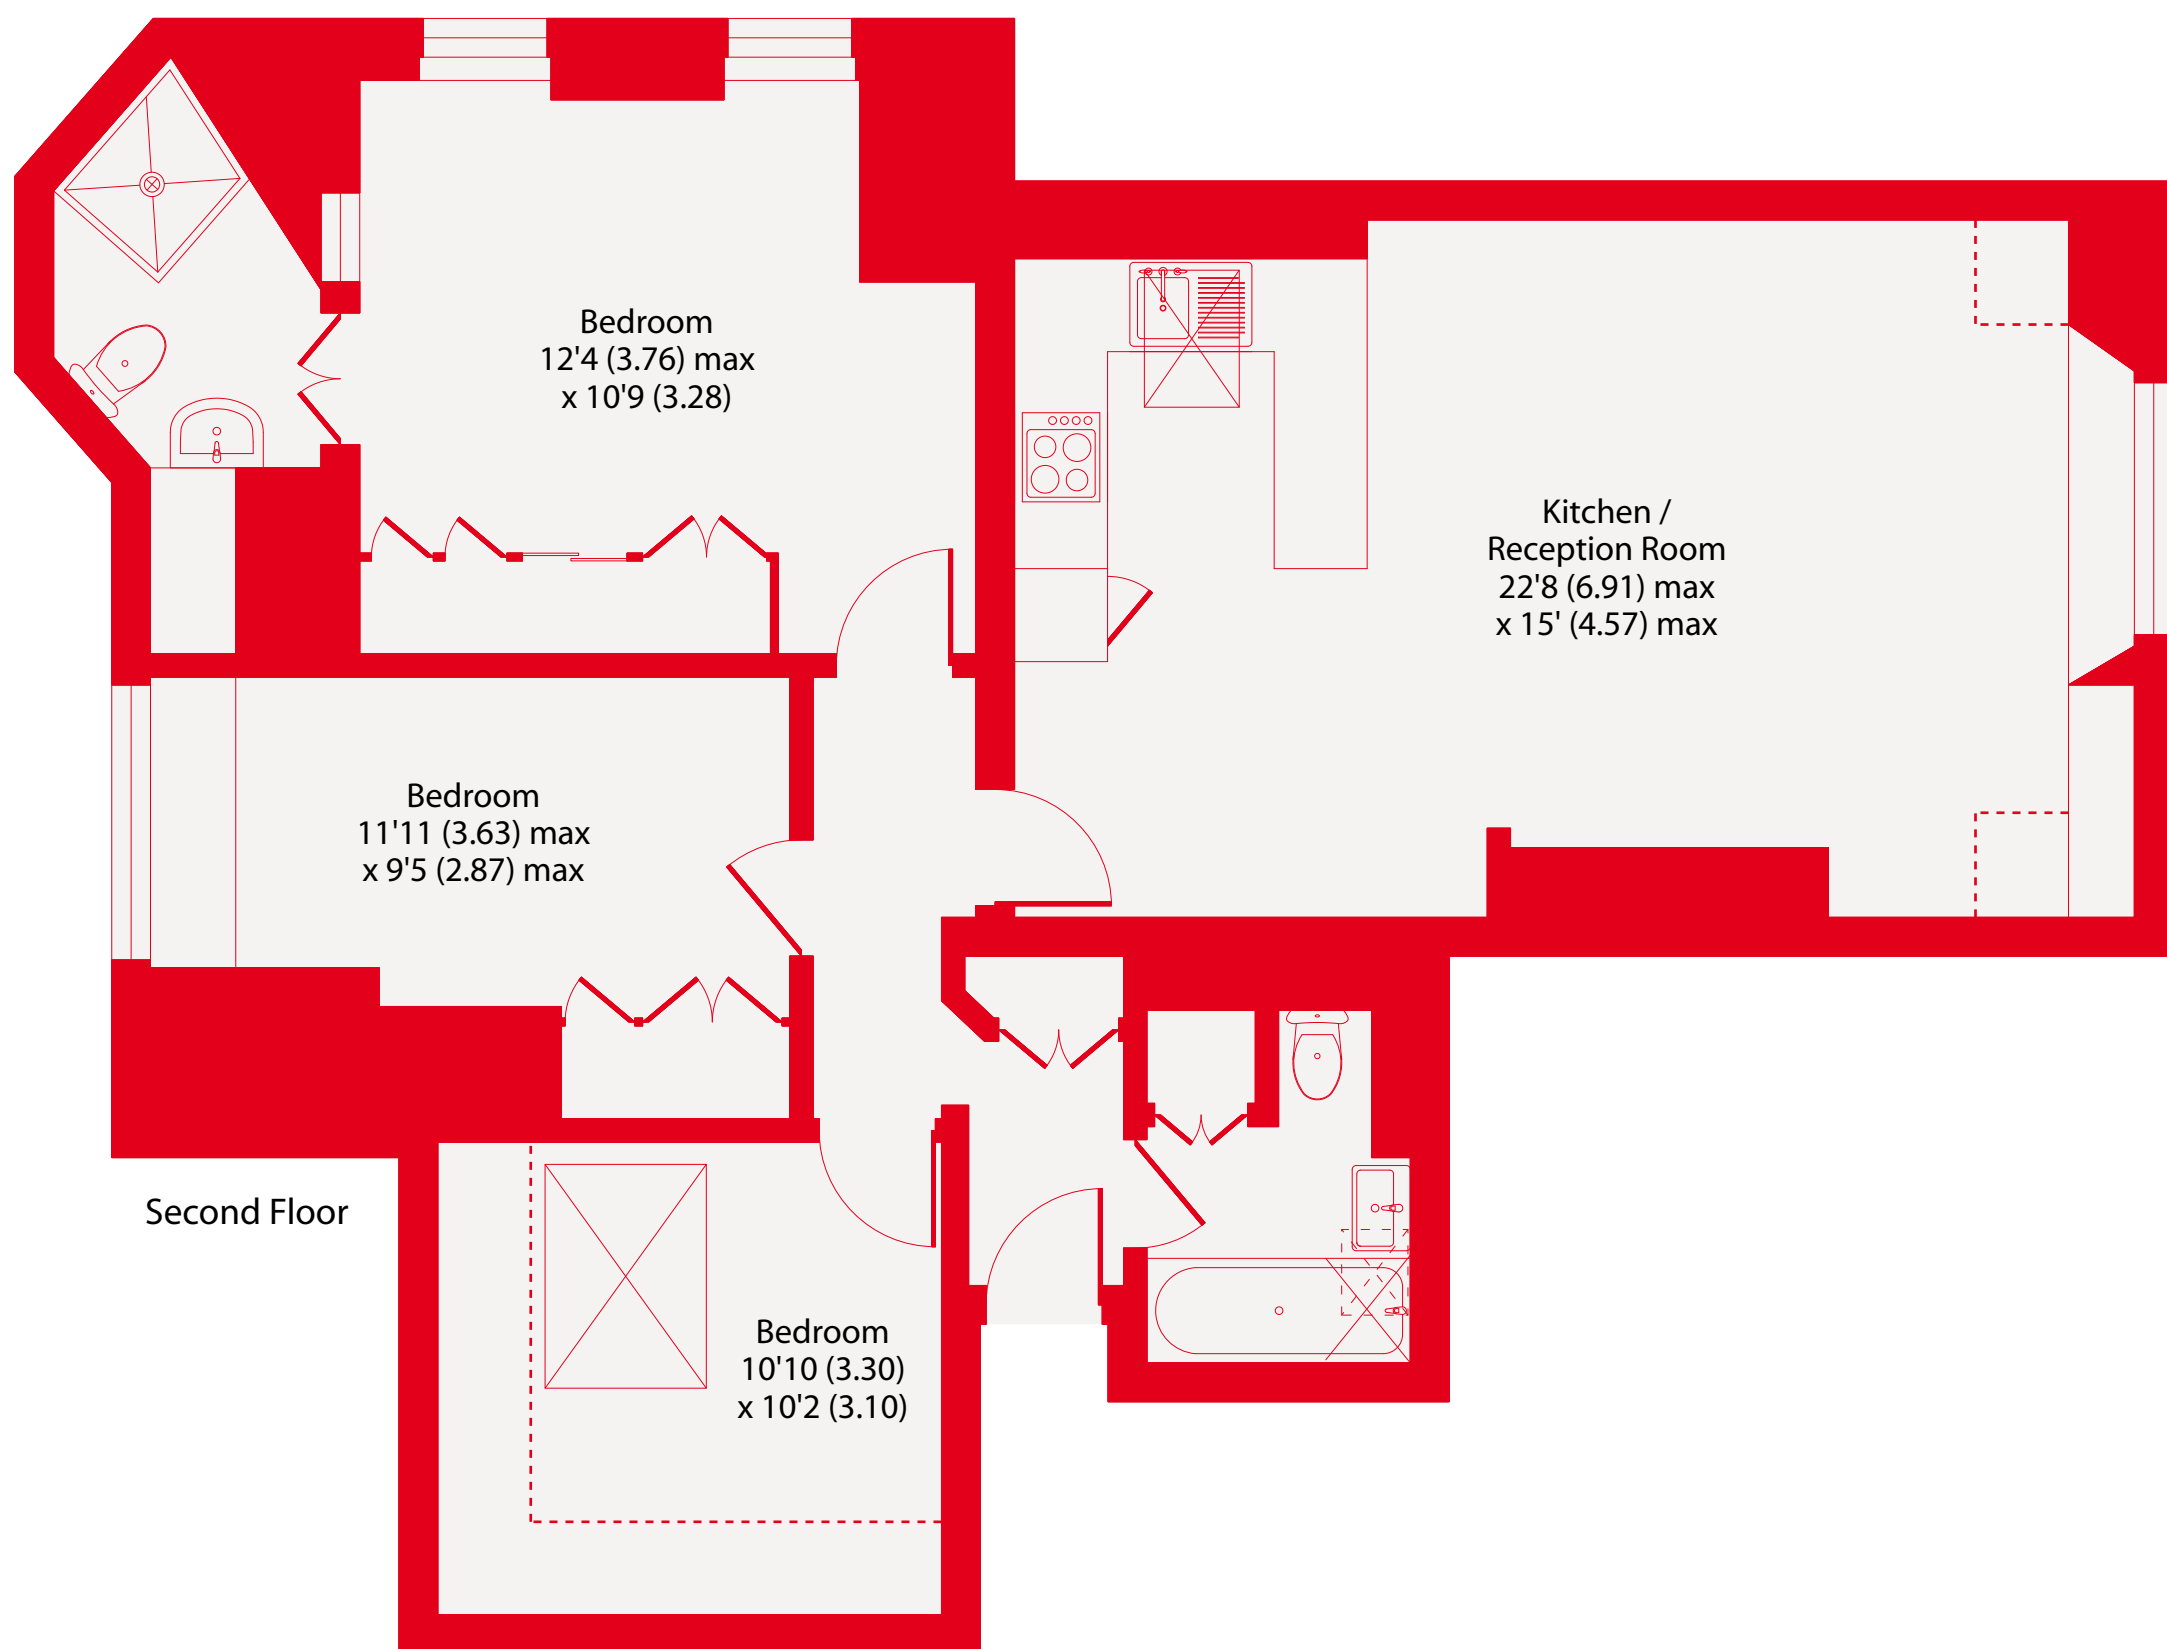 Bedroom
12'4 (3.76) max
x 10'9 (3.28)
Kitchen /
Reception Room
22'8 (6.91) max
x 15' (4.57) max
Bedroom
11'11 (3.63) max
x 9'5 (2.87) max
Second Floor
Bedroom
10'10 (3.30)
x 10'2 (3.10)